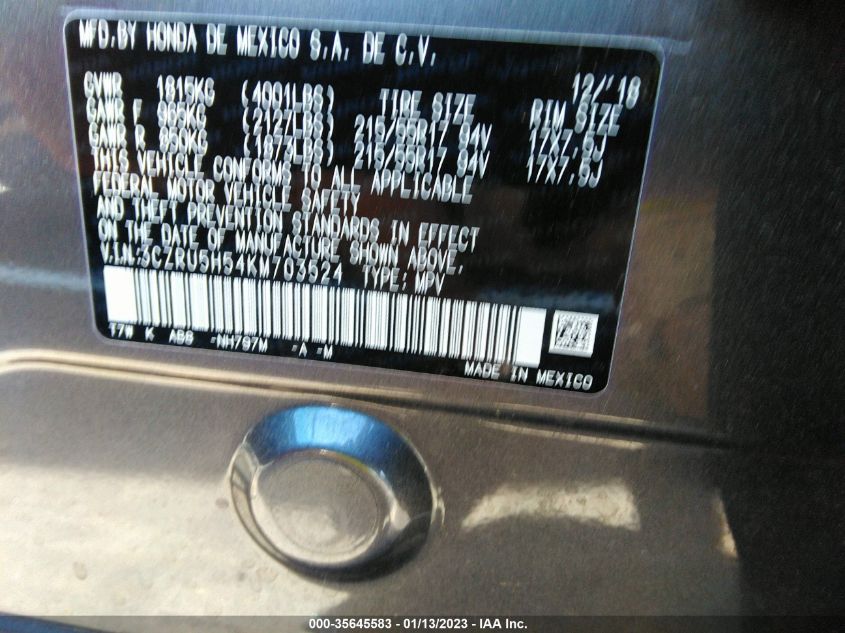 MFD.BY HONDA DE MEXICO S.A. DE C.V.
12/'18
GVWR 1815KG (4001LBS) TIRE SIZE RIM SIZE
GAWR F 965KG (2127LBS) 215/55R17 94V 17X7.5J
GAWR R 850KG (1873LBS) 215/55R17 94V 17X7.5J
THIS VEHICLE CONFORMS TO ALL APPLICABLE
FEDERAL MOTOR VEHICLE SAFETY
AND THEFT PREVENTION STANDARDS IN EFFECT
ON THE DATE OF MANUFACTURE SHOWN ABOVE.
V.I.N:3CZRU5H54KM703524 TYPE: MPV
T7W K ABS -NH797M =A =M
MADE IN MEXICO
000-35645583 / 01/13/2023 - IAA Inc.